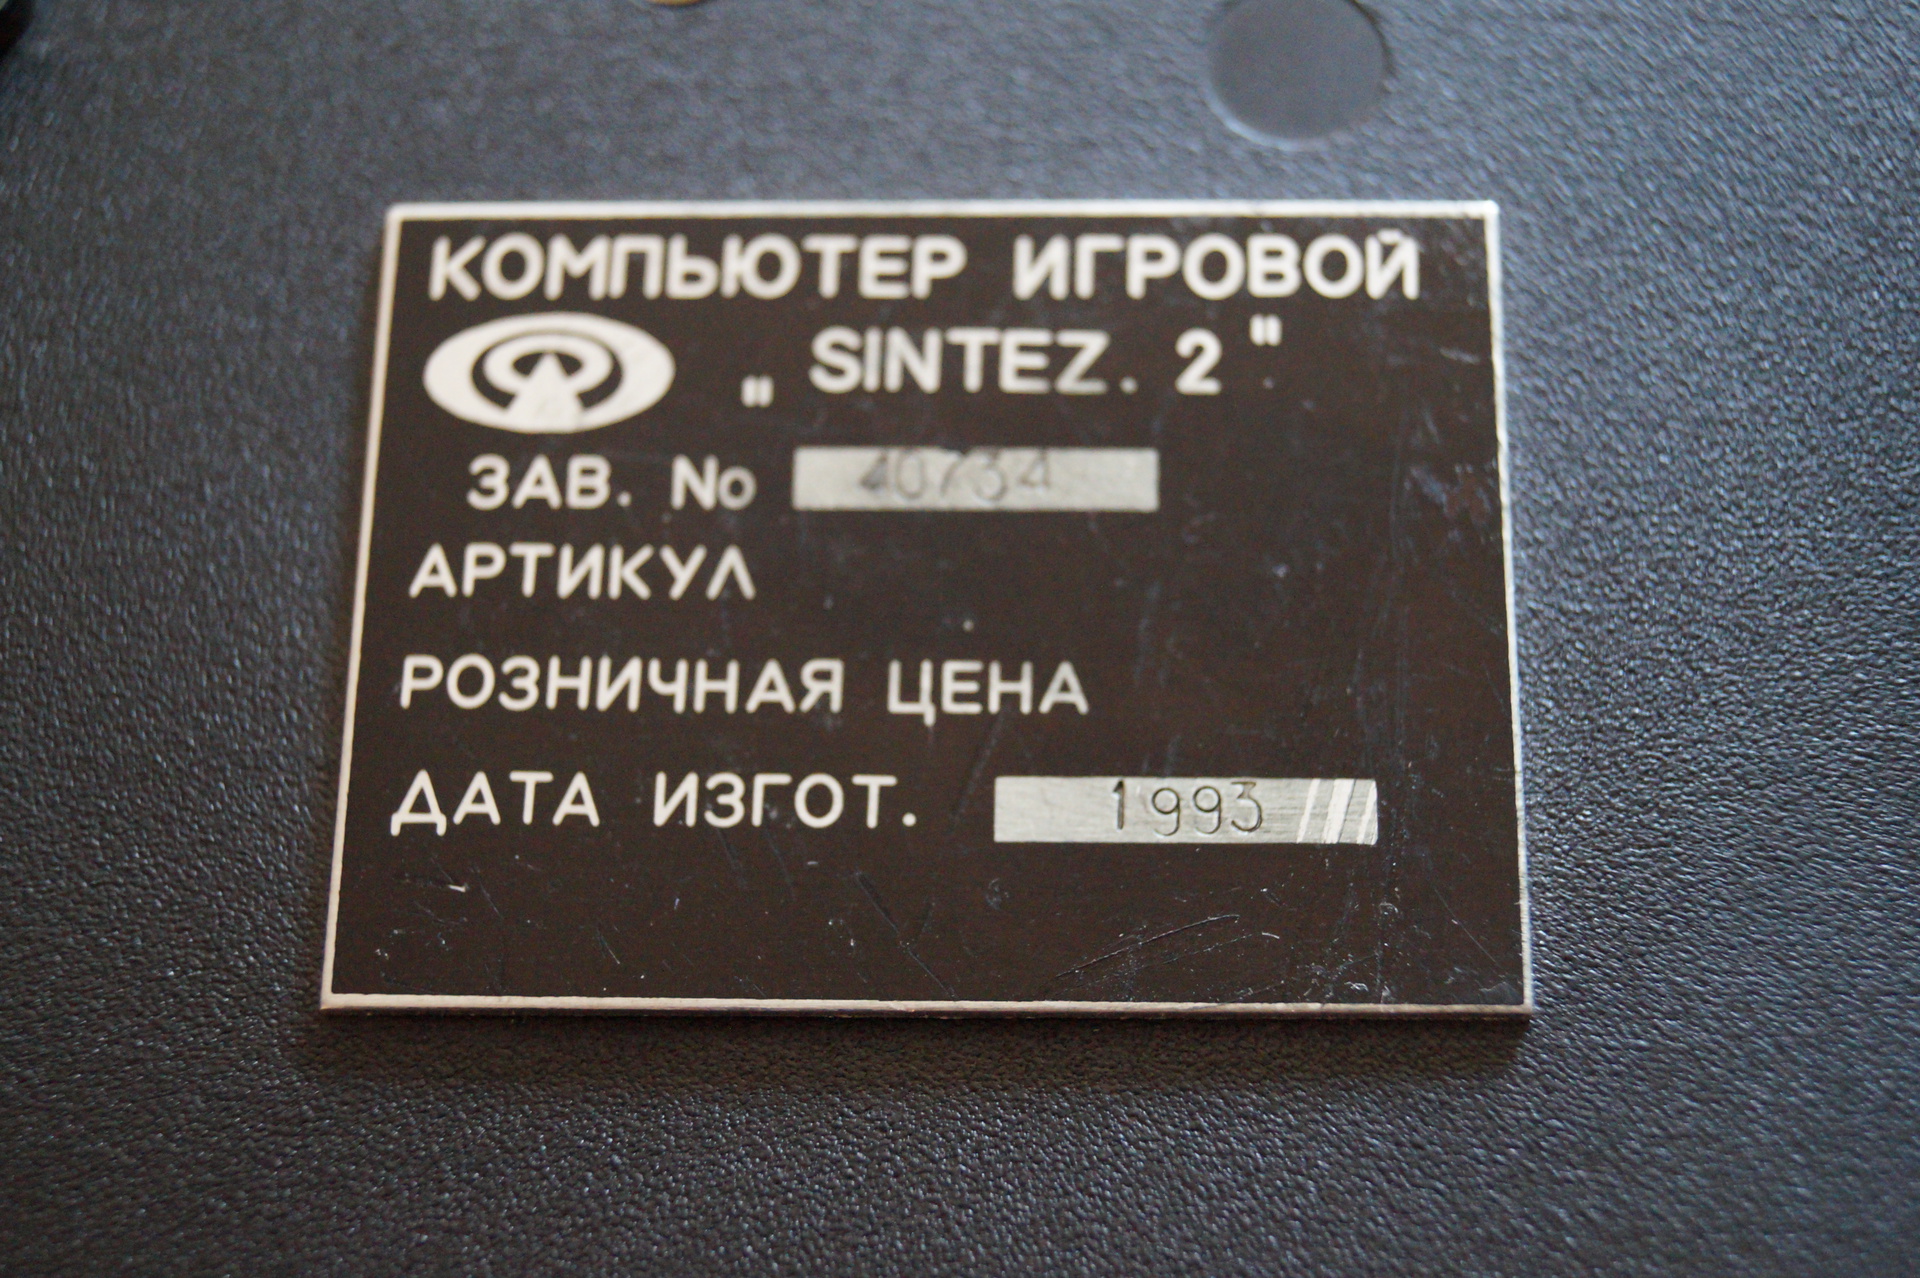 КОМПЬЮТЕР ИГРОВОЙ
„ SINTEZ. 2 "
ЗАВ. No 40734
АРТИКУЛ
РОЗНИЧНАЯ ЦЕНА
ДАТА ИЗГОТ. 1993